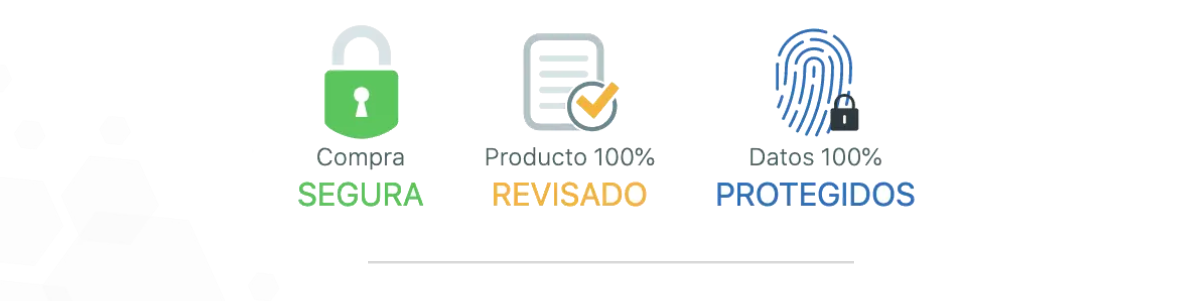 Compra
SEGURA
Producto 100%
REVISADO
Datos 100%
PROTEGIDOS